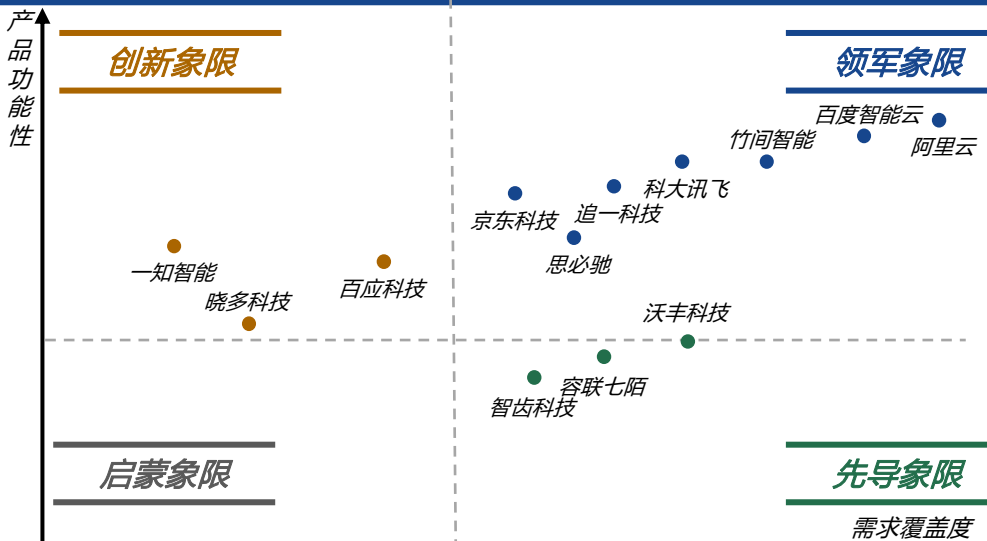 产品功能性
创新象限
领军象限
百度智能云
阿里云
竹间智能
科大讯飞
京东科技
追一科技
思必驰
一知智能
百应科技
晓多科技
沃丰科技
容联七陌
智齿科技
启蒙象限
先导象限
需求覆盖度